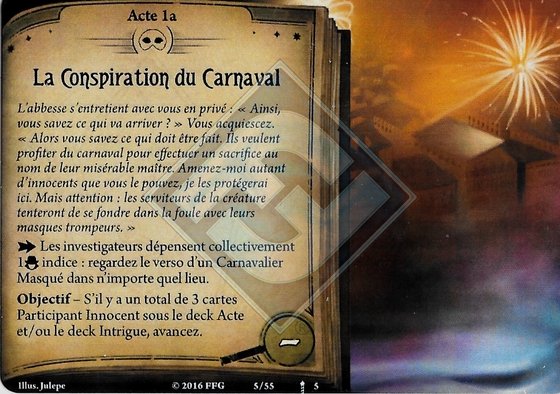 Acte 1a
La Conspiration du Carnaval
L'abbesse s'entretient avec vous en privé : « Ainsi,
vous savez ce qui va arriver ? » Vous acquiescez.
« Alors vous savez ce qui doit être fait. Ils veulent
profiter du carnaval pour effectuer un sacrifice au
nom de leur misérable maître. Amenez-moi autant
d'innocents que vous le pouvez, je les protégerai
ici. Mais attention : les serviteurs de la créature
tenteront de se fondre dans la foule avec leurs
masques trompeurs. »
Les investigateurs dépensent collectivement
1 indice : regardez le verso d'un Carnavalier
Masqué dans n'importe quel lieu.
Objectif – S'il y a un total de 3 cartes
Participant Innocent sous le deck Acte
et/ou le deck Intrigue, avancez.
–
Illus. Julepe © 2016 FFG 5/55 5